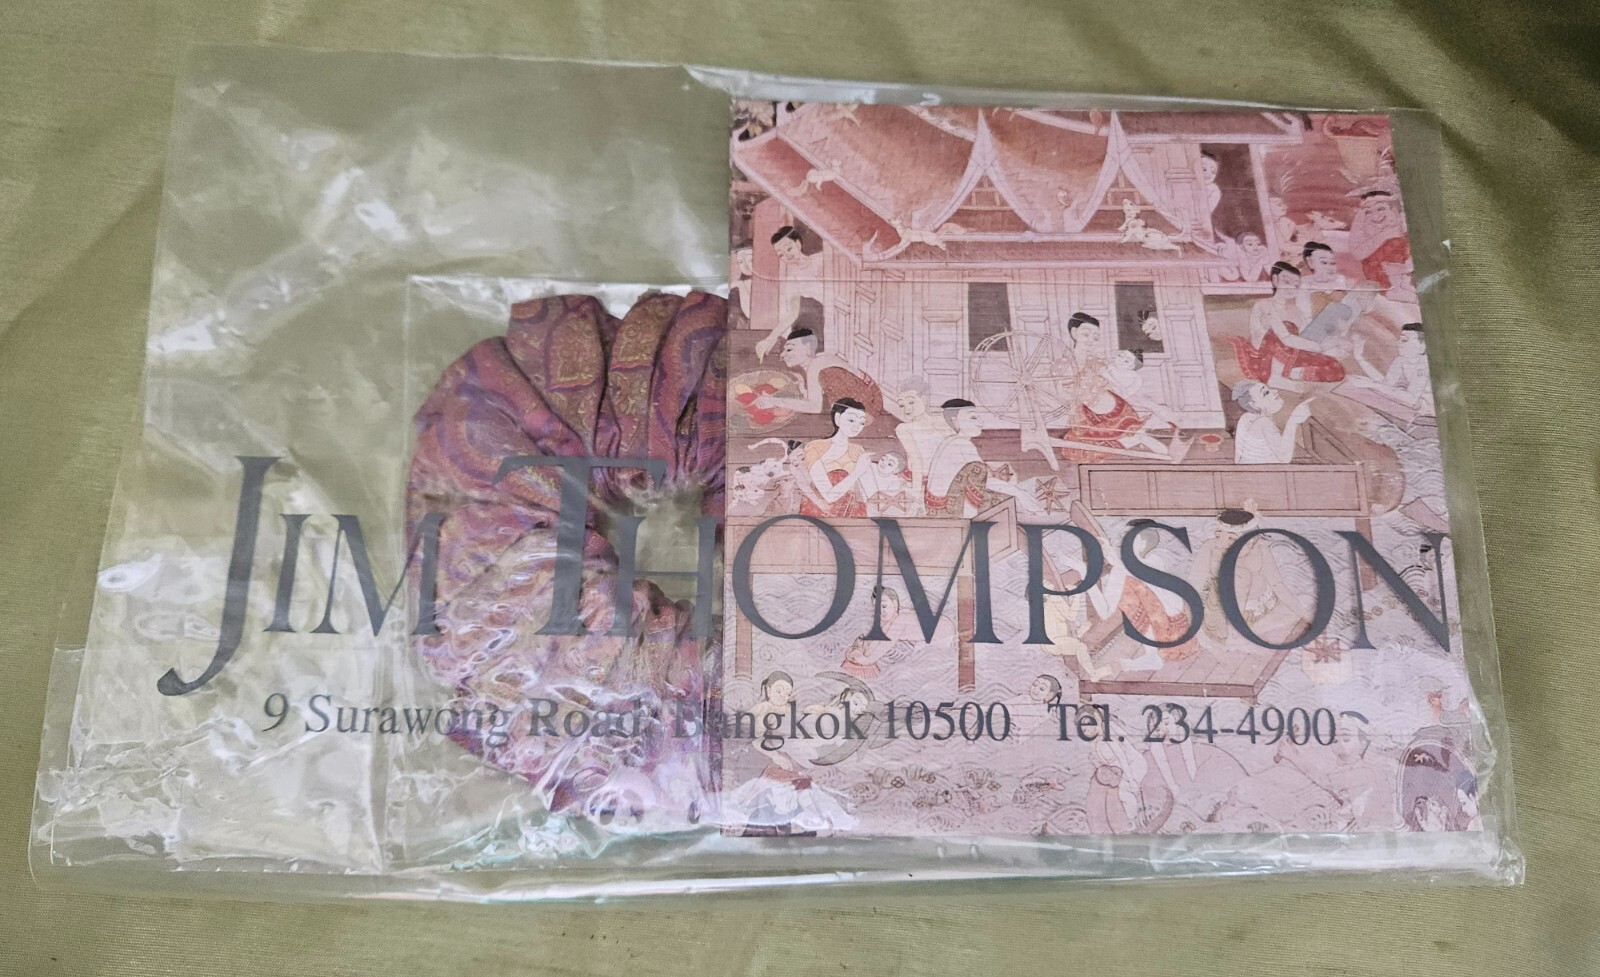 JIM THOMPSON
9 Surawong Road, Bangkok 10500 Tel. 234-4900